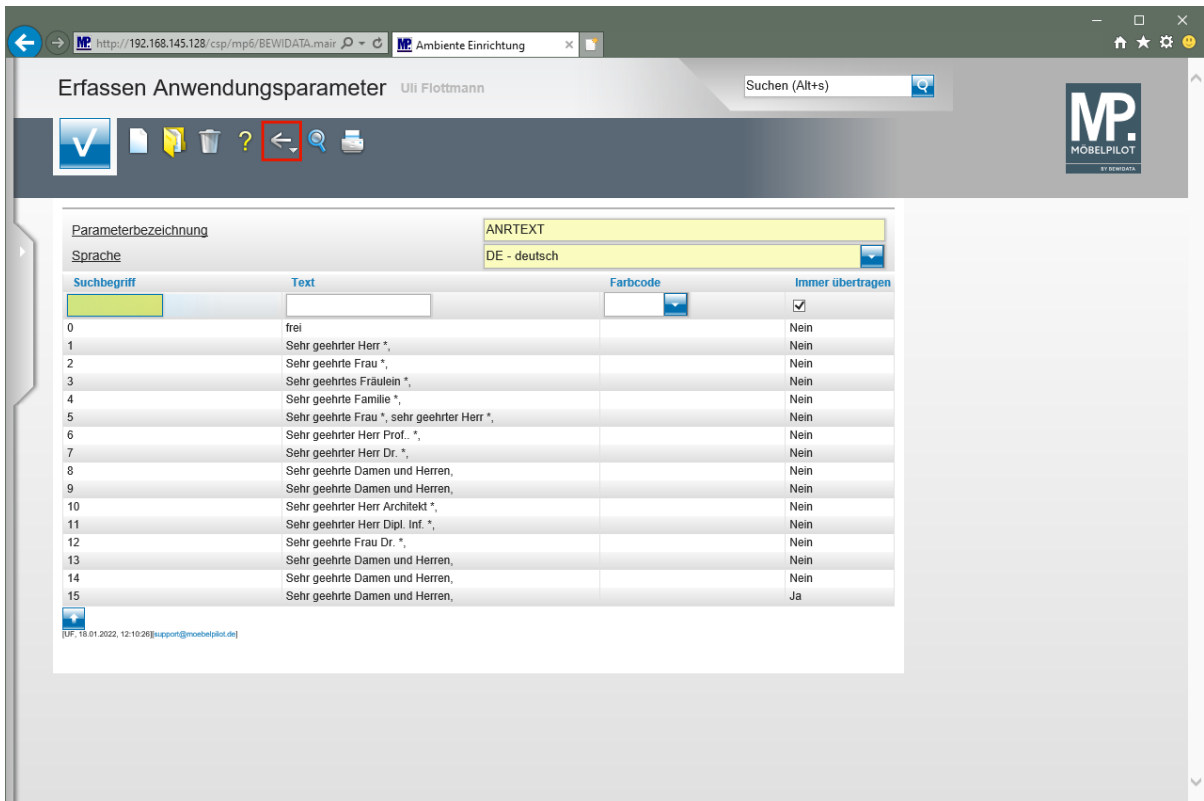 http://192.168.145.128/csp/mp6/BEWIDATA.mair
MP Ambiente Einrichtung
Erfassen Anwendungsparameter Uli Flottmann
Suchen (Alt+s)
MP.
MÖBELPILOT
BY BEWIDATA
Parameterbezeichnung ANRTEXT
Sprache DE - deutsch
Suchbegriff Text Farbcode Immer übertragen
0 frei Nein
1 Sehr geehrter Herr *, Nein
2 Sehr geehrte Frau *, Nein
3 Sehr geehrtes Fräulein *, Nein
4 Sehr geehrte Familie *, Nein
5 Sehr geehrte Frau *, sehr geehrter Herr *, Nein
6 Sehr geehrter Herr Prof.. *, Nein
7 Sehr geehrter Herr Dr. *, Nein
8 Sehr geehrte Damen und Herren, Nein
9 Sehr geehrte Damen und Herren, Nein
10 Sehr geehrter Herr Architekt *, Nein
11 Sehr geehrter Herr Dipl. Inf. *, Nein
12 Sehr geehrte Frau Dr. *, Nein
13 Sehr geehrte Damen und Herren, Nein
14 Sehr geehrte Damen und Herren, Nein
15 Sehr geehrte Damen und Herren, Ja
[UF, 18.01.2022, 12:10:26][support@moebelpilot.de]